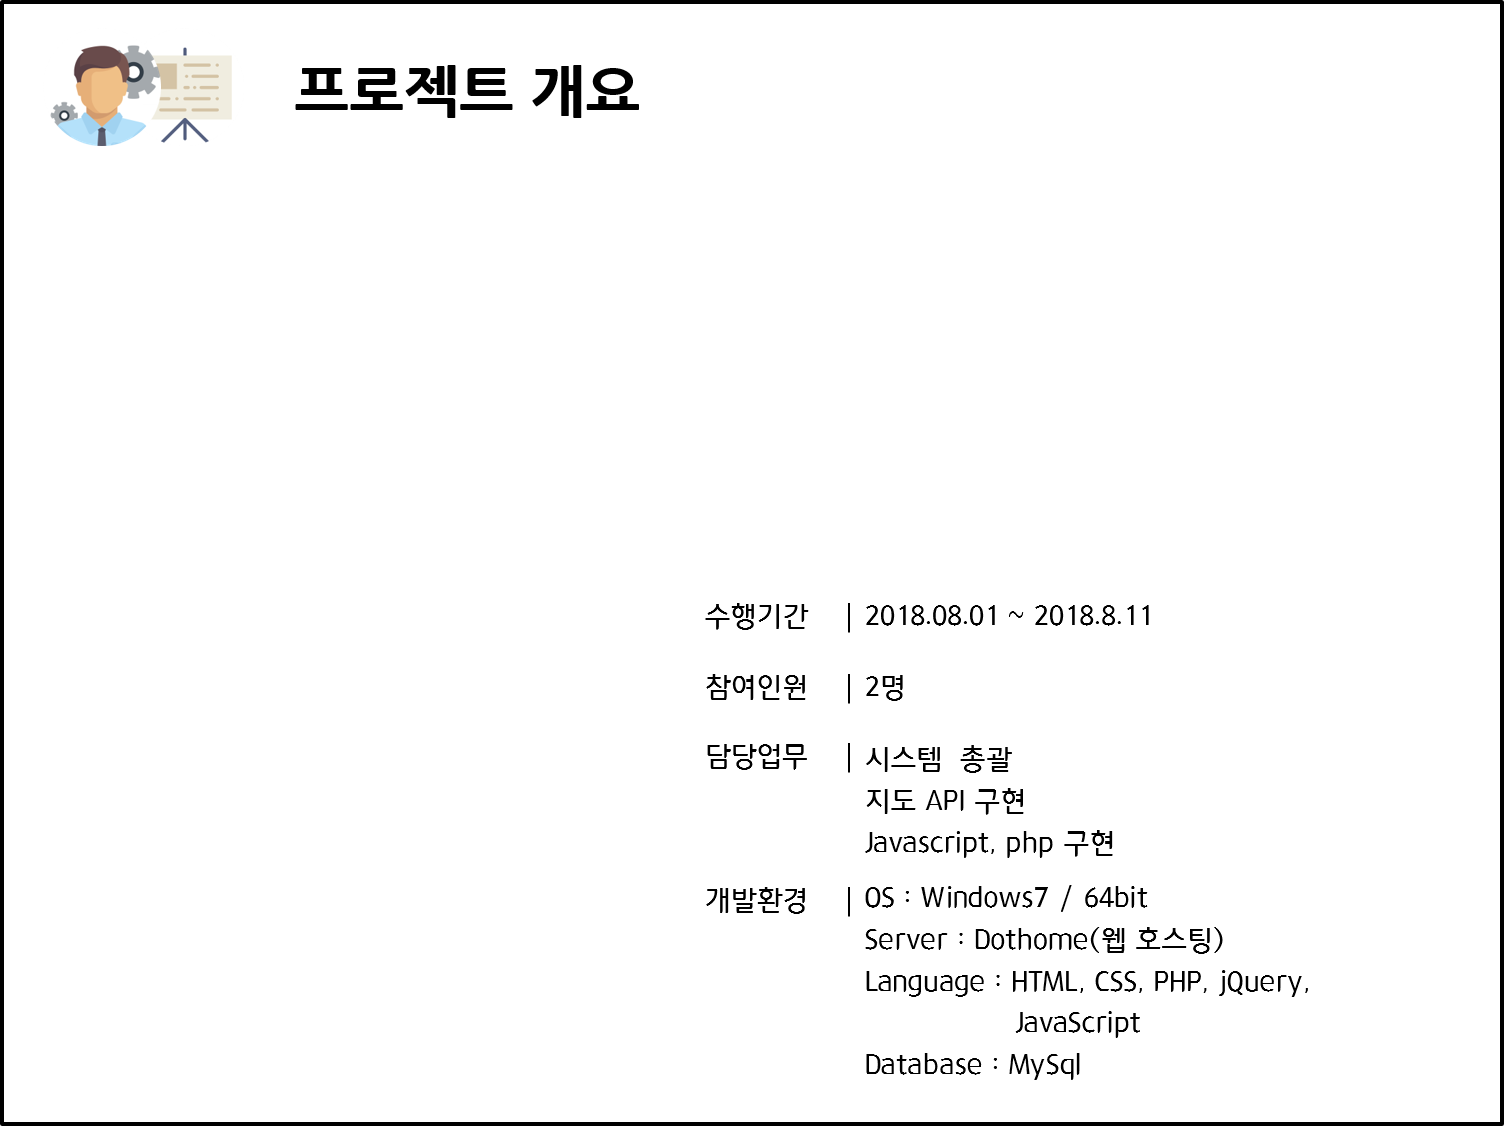 프로젝트 개요
수행기간 | 2018.08.01 ~ 2018.8.11
참여인원 | 2명
담당업무 | 시스템 총괄
지도 API 구현
Javascript, php 구현
개발환경 | OS : Windows7 / 64bit
Server : Dothome(웹 호스팅)
Language : HTML, CSS, PHP, jQuery,
JavaScript
Database : MySql